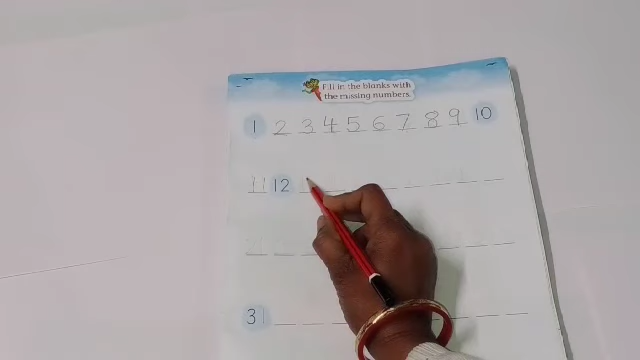 Fill in the blanks with
the missing numbers.
1 2 3 4 5 6 7 8 9 10
11 12
31